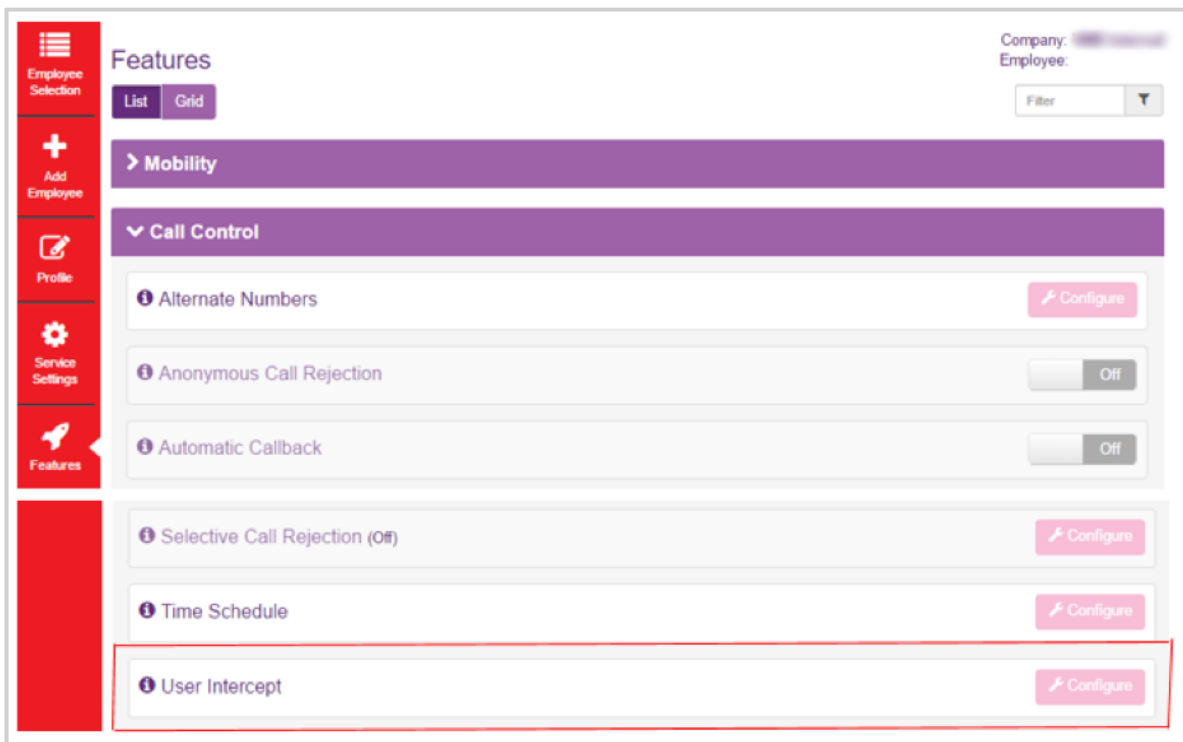 Employee
Selection
Add
Employee
Profile
Service
Settings
Features
Features
Company:
Employee:
List Grid
Filter
Mobility
Call Control
Alternate Numbers Configure
Anonymous Call Rejection Off
Automatic Callback Off
Selective Call Rejection (Off) Configure
Time Schedule Configure
User Intercept Configure